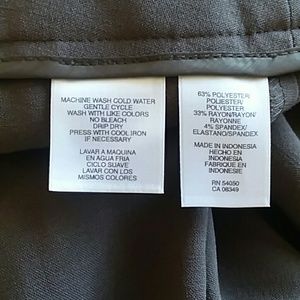 MACHINE WASH COLD WATER
GENTLE CYCLE
WASH WITH LIKE COLORS
NO BLEACH
DRIP DRY
PRESS WITH COOL IRON
IF NECESSARY
LAVAR A MAQUINA
EN AGUA FRIA
CICLO SUAVE
LAVAR CON LOS
MISMOS COLORES
63% POLYESTER/
POLIESTER/
POLYESTER
33% RAYON/RAYON/
RAYONNE
4% SPANDEX/
ELASTANO/SPANDEX
MADE IN INDONESIA
HECHO EN
INDONESIA
FABRIQUE EN
INDONESIE
RN 54050
CA 08349